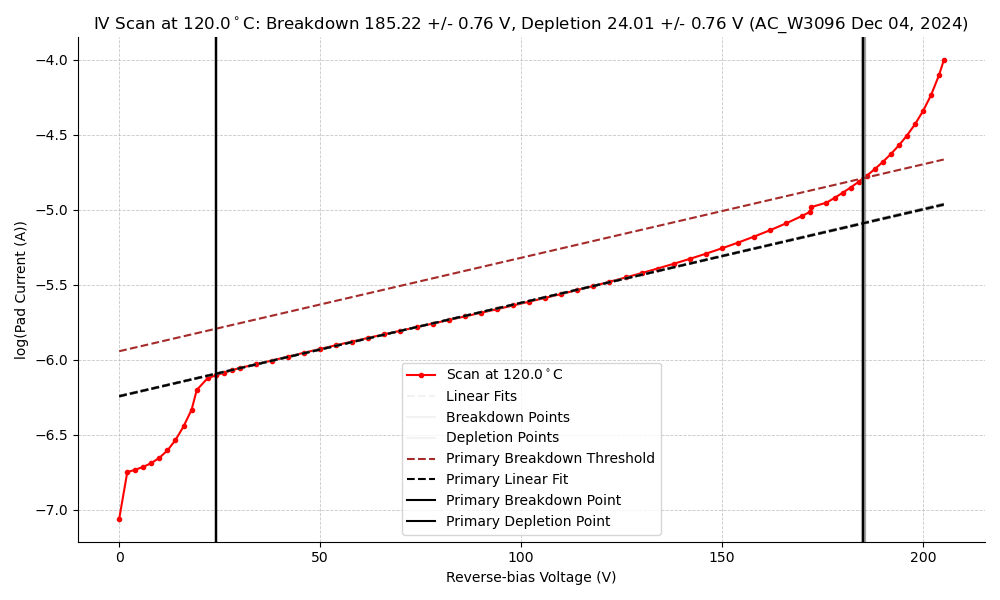 IV Scan at 120.0°C: Breakdown 185.22 +/- 0.76 V, Depletion 24.01 +/- 0.76 V (AC_W3096 Dec 04, 2024)
log(Pad Current (A))
−4.0
−4.5
−5.0
−5.5
−6.0
−6.5
−7.0
Scan at 120.0°C
Linear Fits
Breakdown Points
Depletion Points
Primary Breakdown Threshold
Primary Linear Fit
Primary Breakdown Point
Primary Depletion Point
0 50 100 150 200
Reverse-bias Voltage (V)